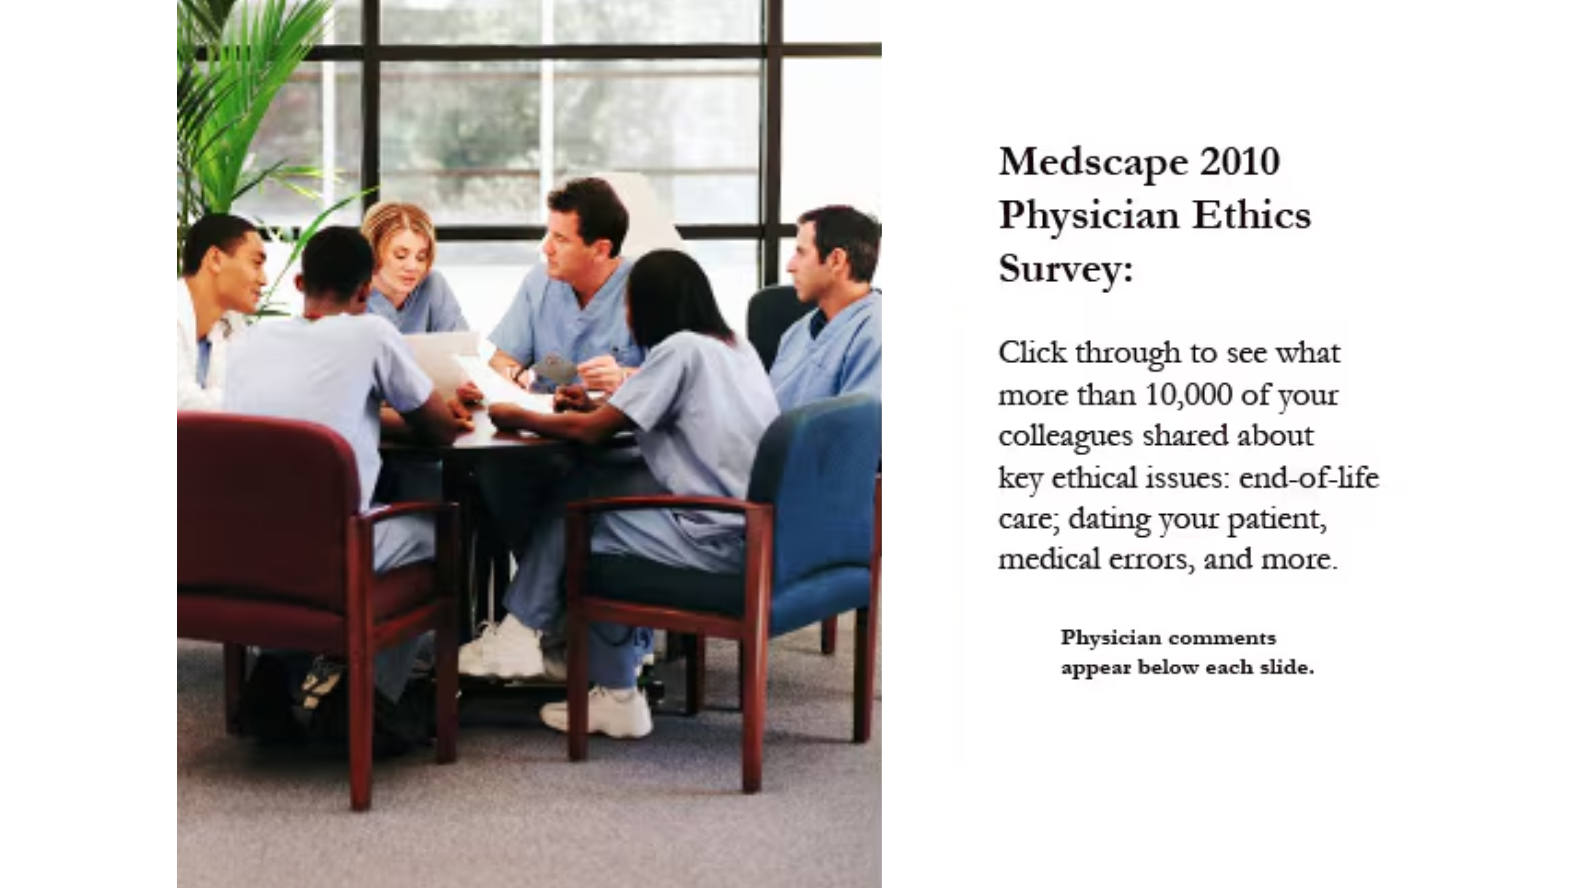 Medscape 2010
Physician Ethics
Survey:
Click through to see what
more than 10,000 of your
colleagues shared about
key ethical issues: end-of-life
care; dating your patient,
medical errors, and more.
Physician comments
appear below each slide.